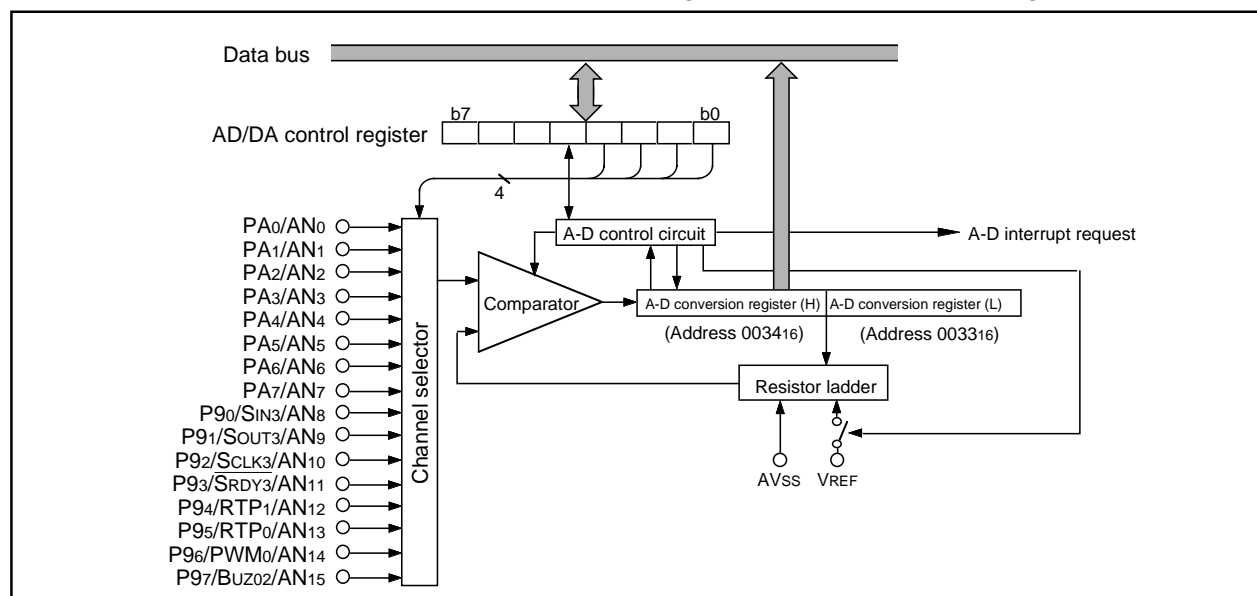 Data bus
b7
b0
AD/DA control register
4
PA0/AN0
PA1/AN1
PA2/AN2
PA3/AN3
PA4/AN4
PA5/AN5
PA6/AN6
PA7/AN7
P90/SIN3/AN8
P91/SOUT3/AN9
P92/SCLK3/AN10
P93/SRDY3/AN11
P94/RTP1/AN12
P95/RTP0/AN13
P96/PWM0/AN14
P97/BUZ02/AN15
Channel selector
A-D control circuit
A-D interrupt request
Comparator
A-D conversion register (H)
A-D conversion register (L)
(Address 003416)
(Address 003316)
Resistor ladder
AVSS
VREF